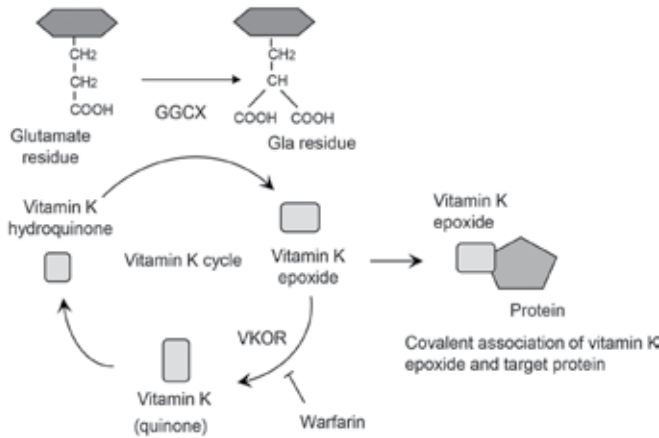 CH2
CH2
COOH
Glutamate
residue
GGCX
CH2
CH
COOH COOH
Gla residue
Vitamin K
hydroquinone
Vitamin K cycle
Vitamin K
epoxide
Vitamin K
epoxide
Protein
Covalent association of vitamin K
epoxide and target protein
VKOR
Vitamin K
(quinone)
Warfarin